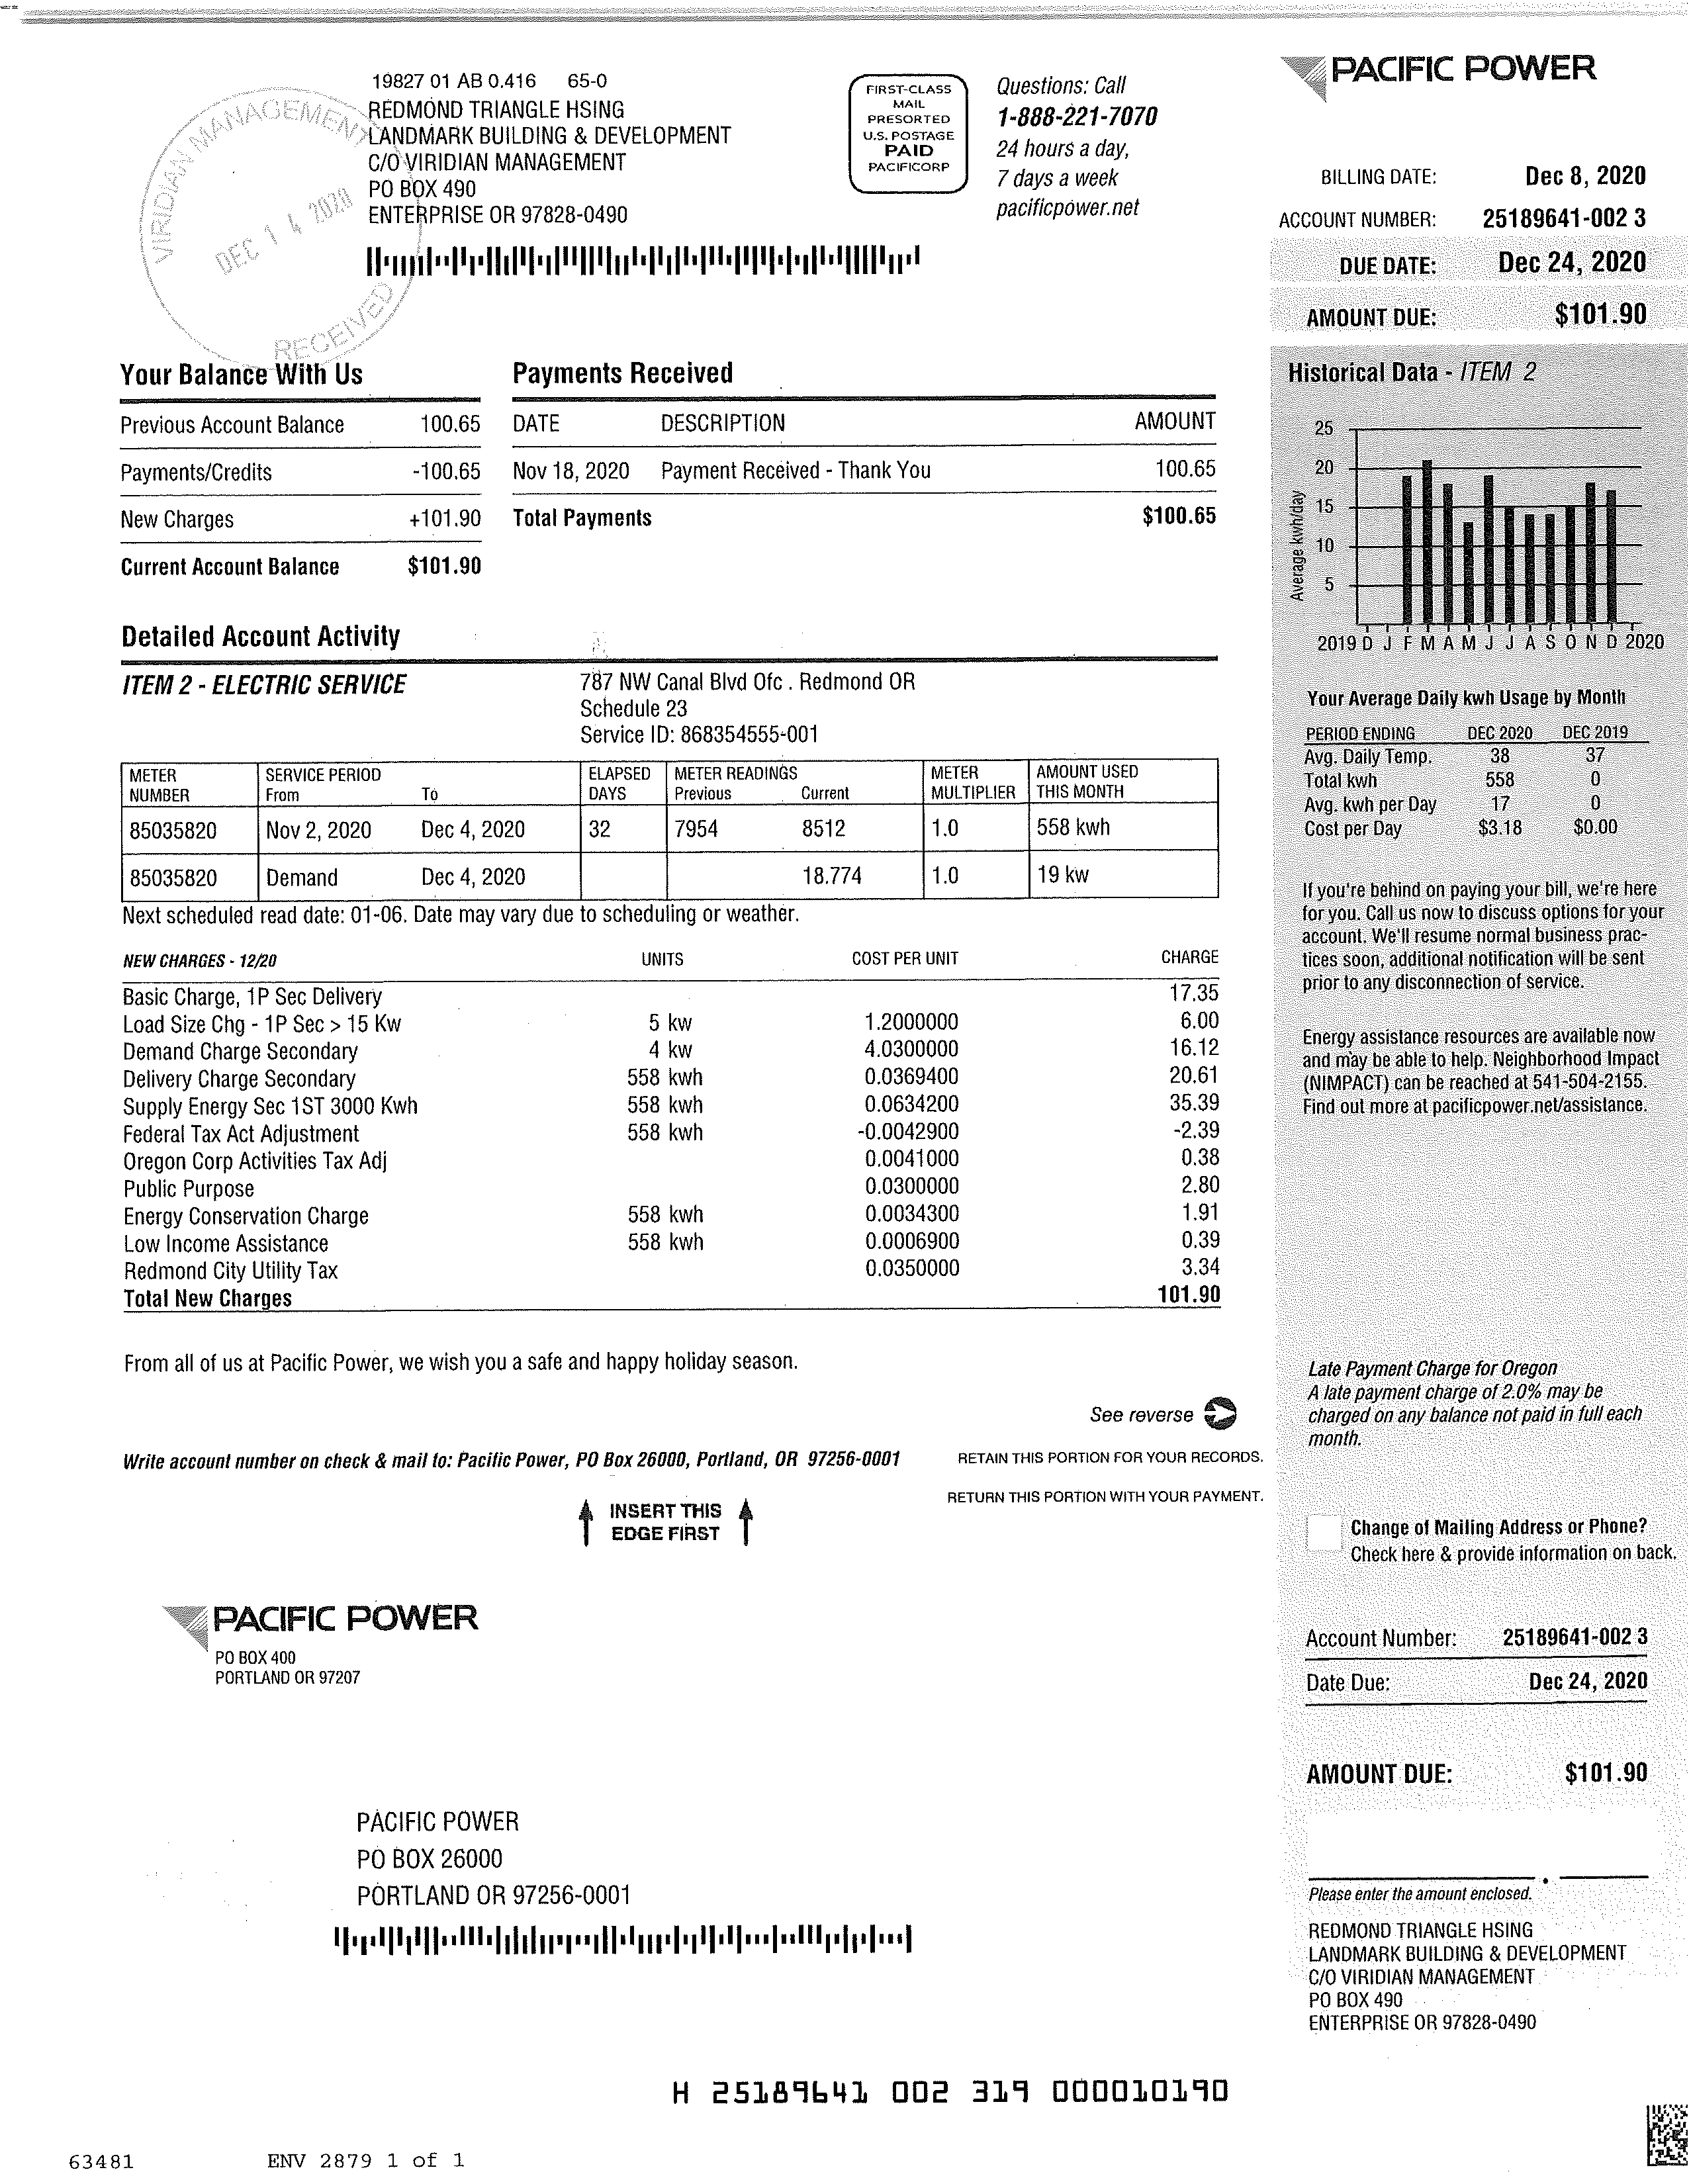 19827 01 AB 0.416 65-0
REDMOND TRIANGLE HSING
LANDMARK BUILDING & DEVELOPMENT
C/O VIRIDIAN MANAGEMENT
PO BOX 490
ENTERPRISE OR 97828-0490
VIRIDIAN MANAGEMENT
DEC 14 2020
RECEIVED
FIRST-CLASS
MAIL
PRESORTED
U.S. POSTAGE
PAID
PACIFICORP
Questions: Call
1-888-221-7070
24 hours a day,
7 days a week
pacificpower.net
PACIFIC POWER
BILLING DATE: Dec 8, 2020
ACCOUNT NUMBER: 25189641-002 3
DUE DATE: Dec 24, 2020
AMOUNT DUE: $101.90
Your Balance With Us
Previous Account Balance 100.65
Payments/Credits -100.65
New Charges +101.90
Current Account Balance $101.90
Payments Received
DATE DESCRIPTION AMOUNT
Nov 18, 2020 Payment Received - Thank You 100.65
Total Payments $100.65
Historical Data - ITEM 2
Average kwh/day
25
20
15
10
5
2019 D J F M A M J J A S O N D 2020
Your Average Daily kwh Usage by Month
PERIOD ENDING DEC 2020 DEC 2019
Avg. Daily Temp. 38 37
Total kwh 558 0
Avg. kwh per Day 17 0
Cost per Day $3.18 $0.00
If you're behind on paying your bill, we're here
for you. Call us now to discuss options for your
account. We'll resume normal business prac-
tices soon, additional notification will be sent
prior to any disconnection of service.
Energy assistance resources are available now
and may be able to help. Neighborhood Impact
(NIMPACT) can be reached at 541-504-2155.
Find out more at pacificpower.net/assistance.
Detailed Account Activity
ITEM 2 - ELECTRIC SERVICE
787 NW Canal Blvd Ofc . Redmond OR
Schedule 23
Service ID: 868354555-001
METER SERVICE PERIOD ELAPSED METER READINGS METER AMOUNT USED
NUMBER From To DAYS Previous Current MULTIPLIER THIS MONTH
85035820 Nov 2, 2020 Dec 4, 2020 32 7954 8512 1.0 558 kwh
85035820 Demand Dec 4, 2020 18.774 1.0 19 kw
Next scheduled read date: 01-06. Date may vary due to scheduling or weather.
NEW CHARGES - 12/20 UNITS COST PER UNIT CHARGE
Basic Charge, 1P Sec Delivery 17.35
Load Size Chg - 1P Sec > 15 Kw 5 kw 1.2000000 6.00
Demand Charge Secondary 4 kw 4.0300000 16.12
Delivery Charge Secondary 558 kwh 0.0369400 20.61
Supply Energy Sec 1ST 3000 Kwh 558 kwh 0.0634200 35.39
Federal Tax Act Adjustment 558 kwh -0.0042900 -2.39
Oregon Corp Activities Tax Adj 0.0041000 0.38
Public Purpose 0.0300000 2.80
Energy Conservation Charge 558 kwh 0.0034300 1.91
Low Income Assistance 558 kwh 0.0006900 0.39
Redmond City Utility Tax 0.0350000 3.34
Total New Charges 101.90
From all of us at Pacific Power, we wish you a safe and happy holiday season.
See reverse
Late Payment Charge for Oregon
A late payment charge of 2.0% may be
charged on any balance not paid in full each
month.
Write account number on check & mail to: Pacific Power, PO Box 26000, Portland, OR 97256-0001
RETAIN THIS PORTION FOR YOUR RECORDS.
RETURN THIS PORTION WITH YOUR PAYMENT.
INSERT THIS
EDGE FIRST
Change of Mailing Address or Phone?
Check here & provide information on back.
PACIFIC POWER
PO BOX 400
PORTLAND OR 97207
Account Number: 25189641-002 3
Date Due: Dec 24, 2020
AMOUNT DUE: $101.90
PACIFIC POWER
PO BOX 26000
PORTLAND OR 97256-0001
Please enter the amount enclosed.
REDMOND TRIANGLE HSING
LANDMARK BUILDING & DEVELOPMENT
C/O VIRIDIAN MANAGEMENT
PO BOX 490
ENTERPRISE OR 97828-0490
H 25189641 002 319 000010190
63481 ENV 2879 1 of 1